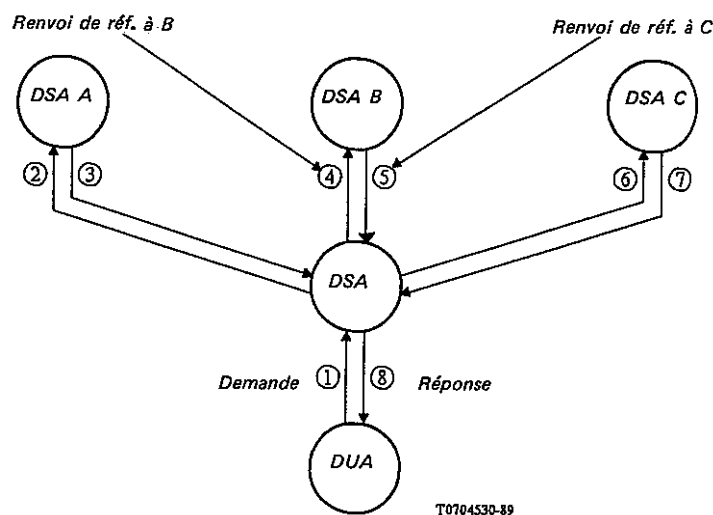 Renvoi de réf. à B
Renvoi de réf. à C
DSA A
DSA B
DSA C
② ③
④ ⑤
⑥ ⑦
DSA
Demande ① ⑧ Réponse
DUA
T0704530-89